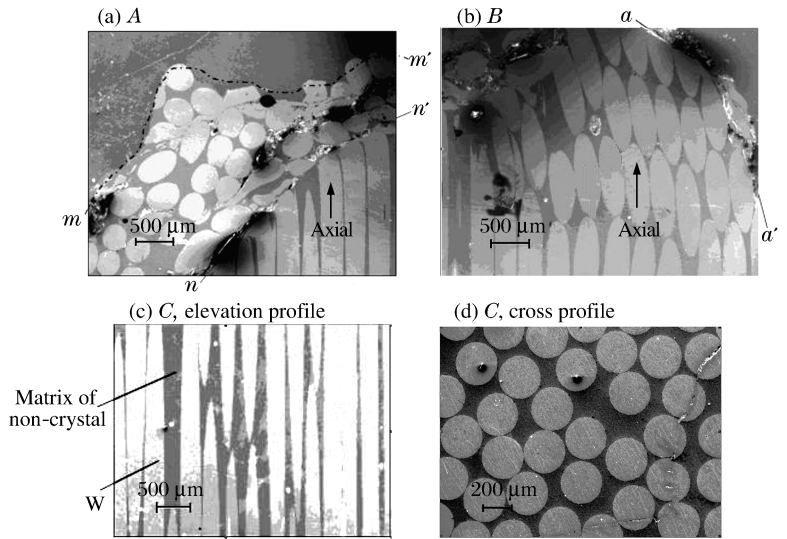 (a) A
(b) B
a
m′
n′
m
500 μm
Axial
n
500 μm
Axial
a′
(c) C, elevation profile
(d) C, cross profile
Matrix of
non-crystal
W
500 μm
200 μm